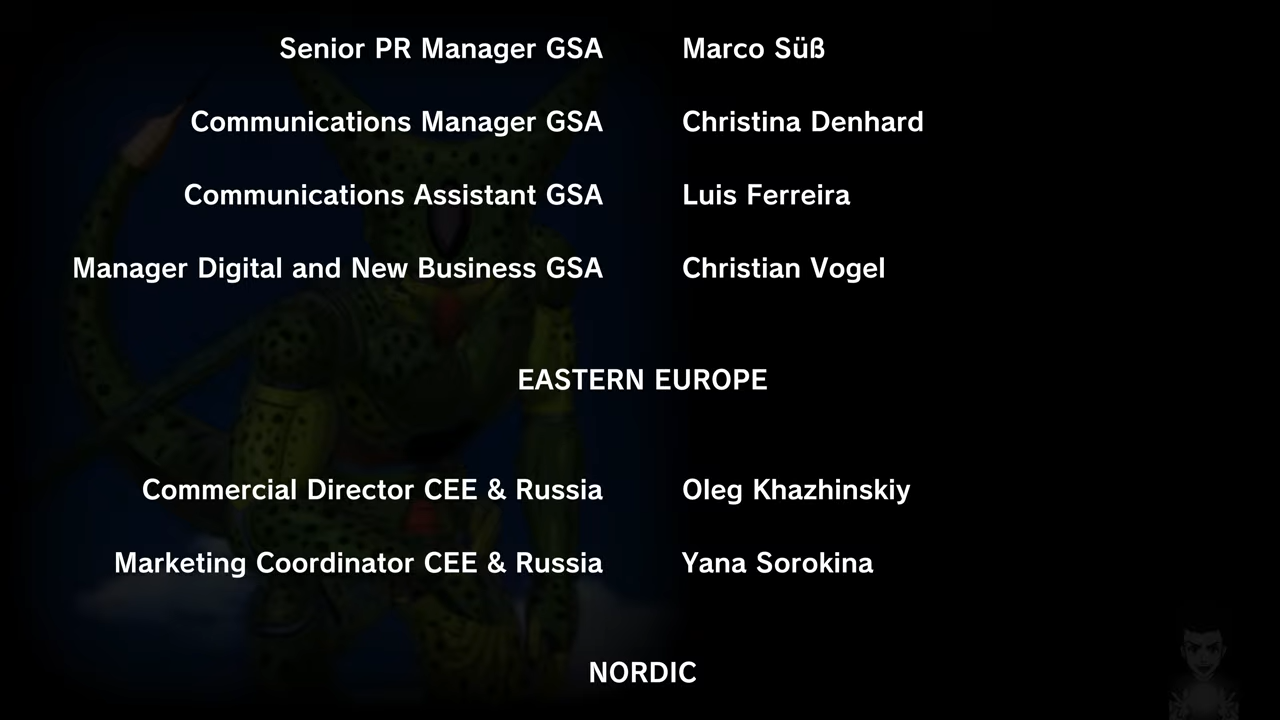 Senior PR Manager GSA Marco Süß
Communications Manager GSA Christina Denhard
Communications Assistant GSA Luis Ferreira
Manager Digital and New Business GSA Christian Vogel
EASTERN EUROPE
Commercial Director CEE & Russia Oleg Khazhinskiy
Marketing Coordinator CEE & Russia Yana Sorokina
NORDIC